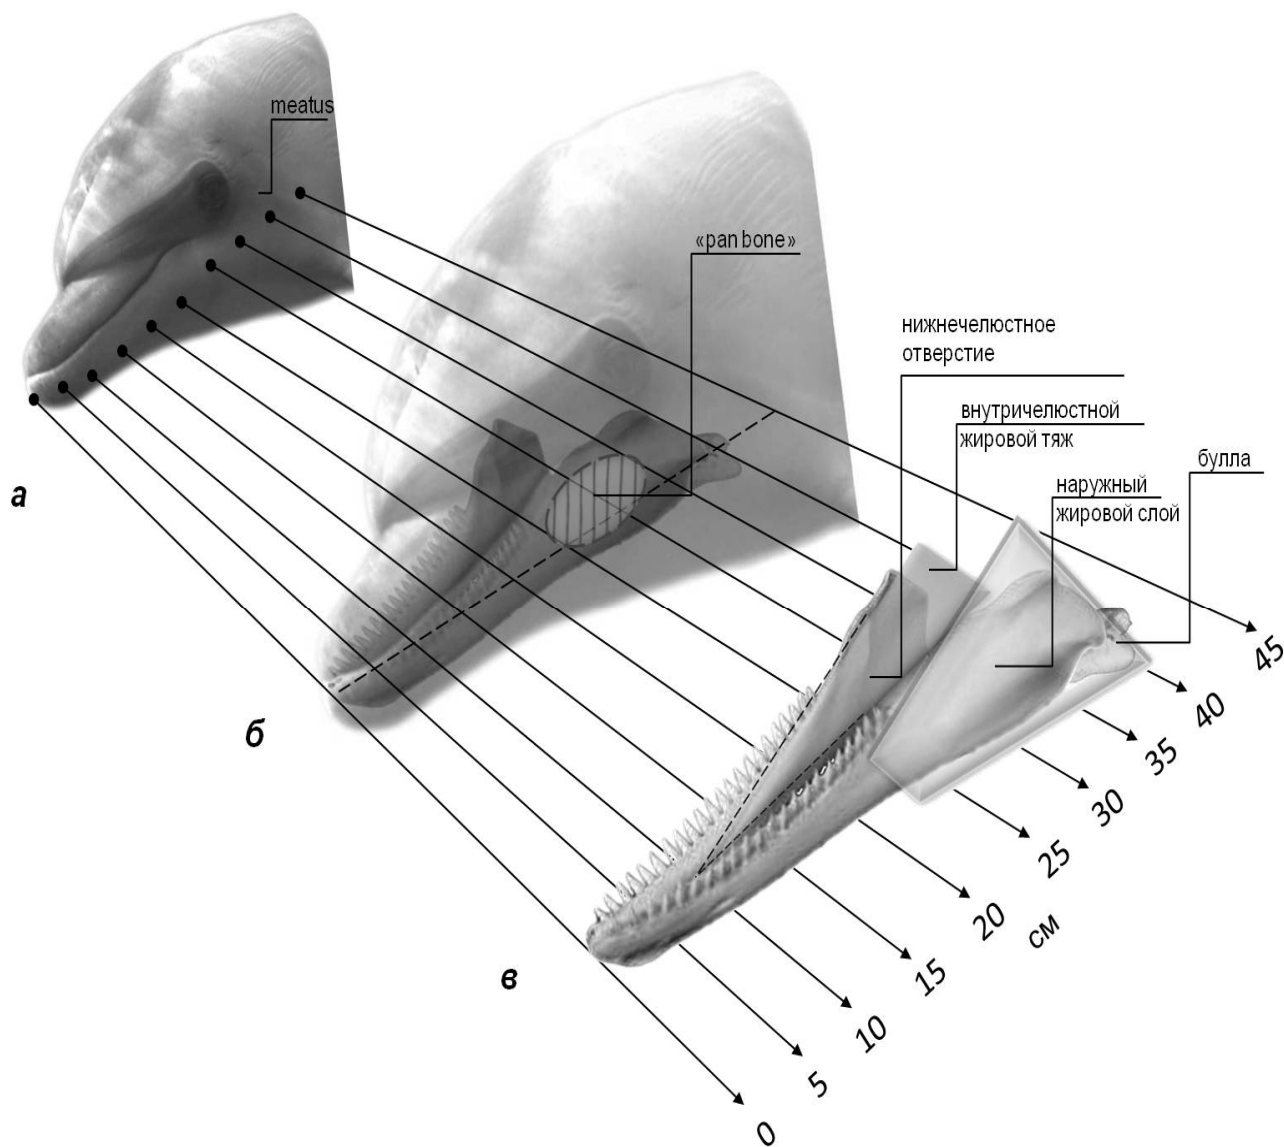 meatus
«pan bone»
нижнечелюстное
отверстие
внутричелюстной
жировой тяж
булла
наружный
жировой слой
а
б
в
45
40
35
30
25
20
см
15
10
5
0